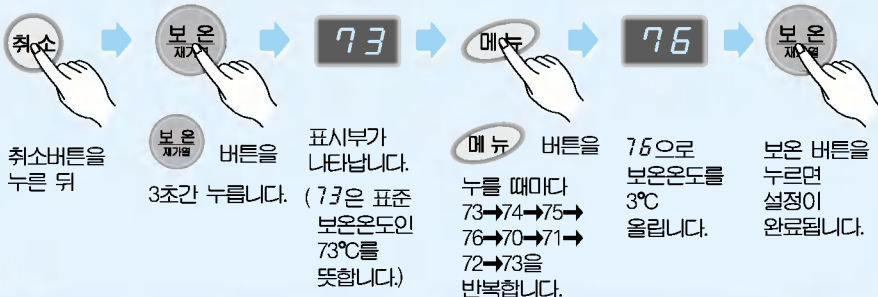 취소
보 온
재가열
73
메뉴
76
보 온
재가열
취소버튼을
누른 뒤
보 온
재가열
버튼을
3초간 누릅니다.
표시부가
나타납니다.
(73은 표준
보온온도인
73℃를
뜻합니다.)
메 뉴 버튼을
누를 때마다
73→74→75→
76→70→71→
72→73을
반복합니다.
76으로
보온온도를
3℃
올립니다.
보온 버튼을
누르면
설정이
완료됩니다.